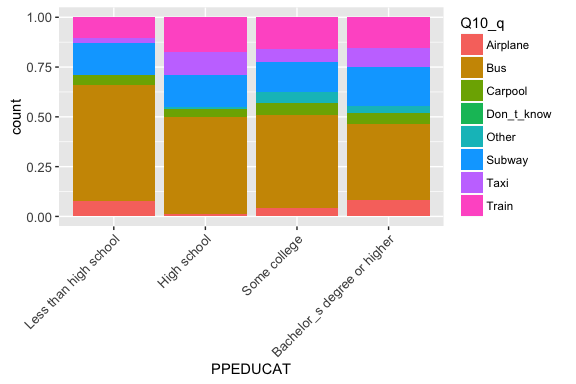 1.00
0.75
0.50
0.25
0.00
count
Less than high school
High school
Some college
Bachelor_s degree or higher
PPEDUCAT
Q10_q
Airplane
Bus
Carpool
Don_t_know
Other
Subway
Taxi
Train